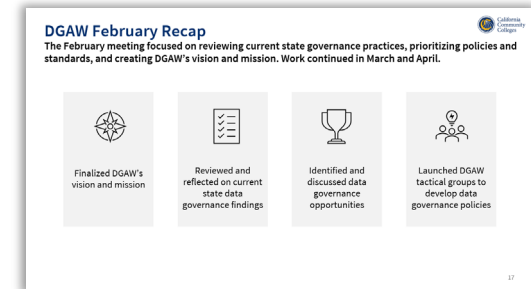 DGAW February Recap
California
Community
Colleges
The February meeting focused on reviewing current state governance practices, prioritizing policies and
standards, and creating DGAW's vision and mission. Work continued in March and April.
Finalized DGAW's
vision and mission
Reviewed and
reflected on current
state data
governance findings
Identified and
discussed data
governance
opportunities
Launched DGAW
tactical groups to
develop data
governance policies
17